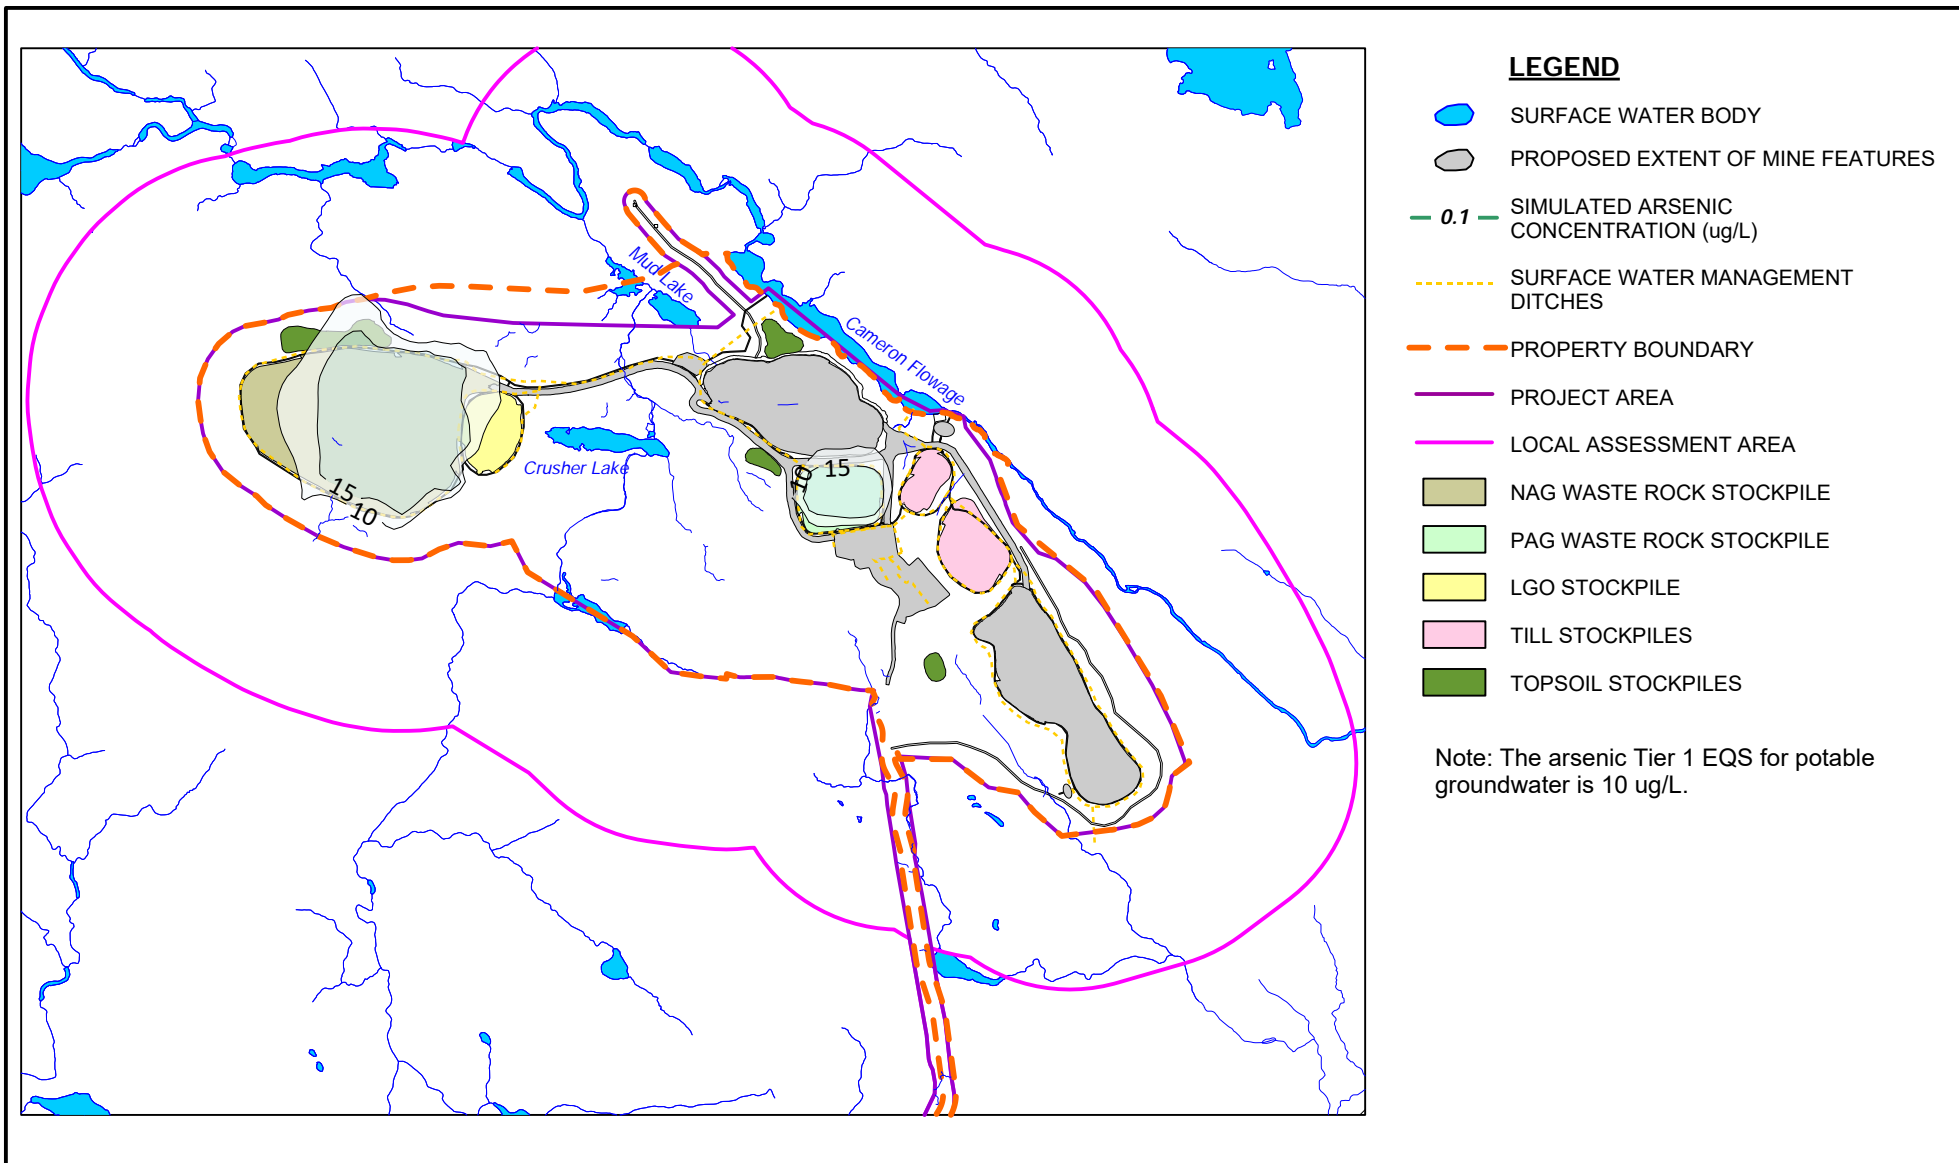 Mud Lake
Cameron Flowage
Crusher Lake
15
10
10
15
LEGEND
SURFACE WATER BODY
PROPOSED EXTENT OF MINE FEATURES
0.1
SIMULATED ARSENIC
CONCENTRATION (ug/L)
SURFACE WATER MANAGEMENT
DITCHES
PROPERTY BOUNDARY
PROJECT AREA
LOCAL ASSESSMENT AREA
NAG WASTE ROCK STOCKPILE
PAG WASTE ROCK STOCKPILE
LGO STOCKPILE
TILL STOCKPILES
TOPSOIL STOCKPILES
Note: The arsenic Tier 1 EQS for potable
groundwater is 10 ug/L.